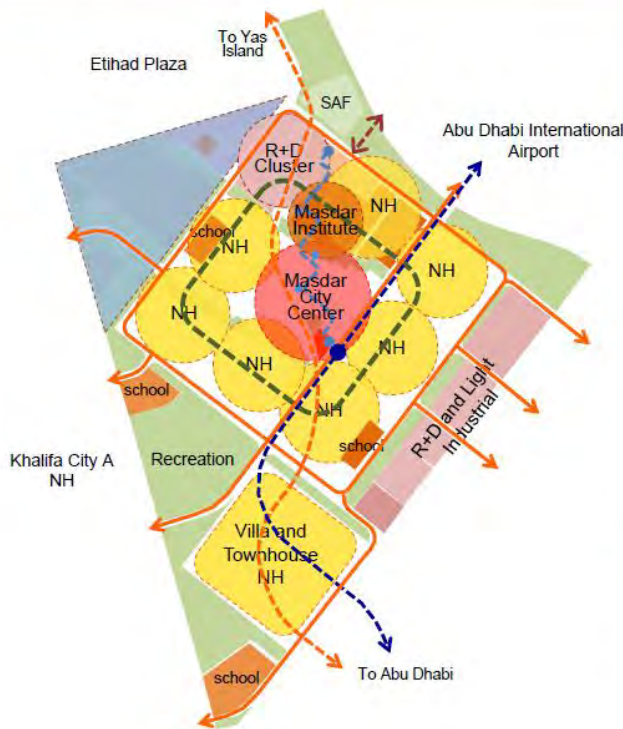 To Yas
Island
Etihad Plaza
SAF
Abu Dhabi International
Airport
R+D
Cluster
Masdar
Institute
NH
school
NH
NH
Masdar
City
Center
NH
NH
NH
NH
school
R+D and Light
Industrial
school
Khalifa City A
NH
Recreation
Villa and
Townhouse
NH
To Abu Dhabi
school